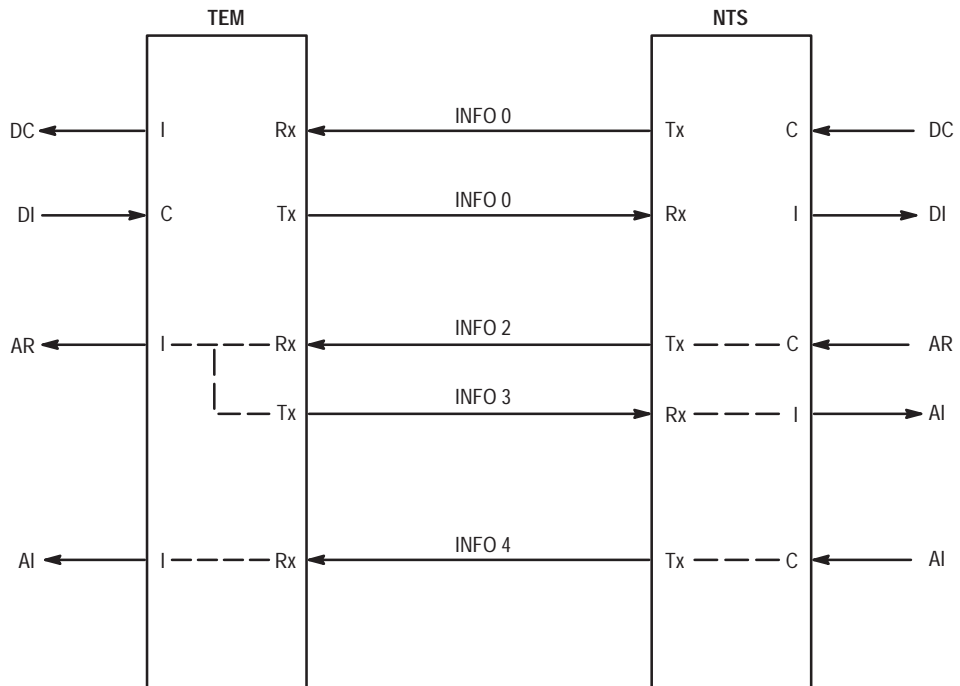 TEM NTS
DC I Rx INFO 0 Tx C DC
DI C Tx INFO 0 Rx I DI
AR I Rx INFO 2 Tx C AR
Tx INFO 3 Rx I AI
AI I Rx INFO 4 Tx C AI